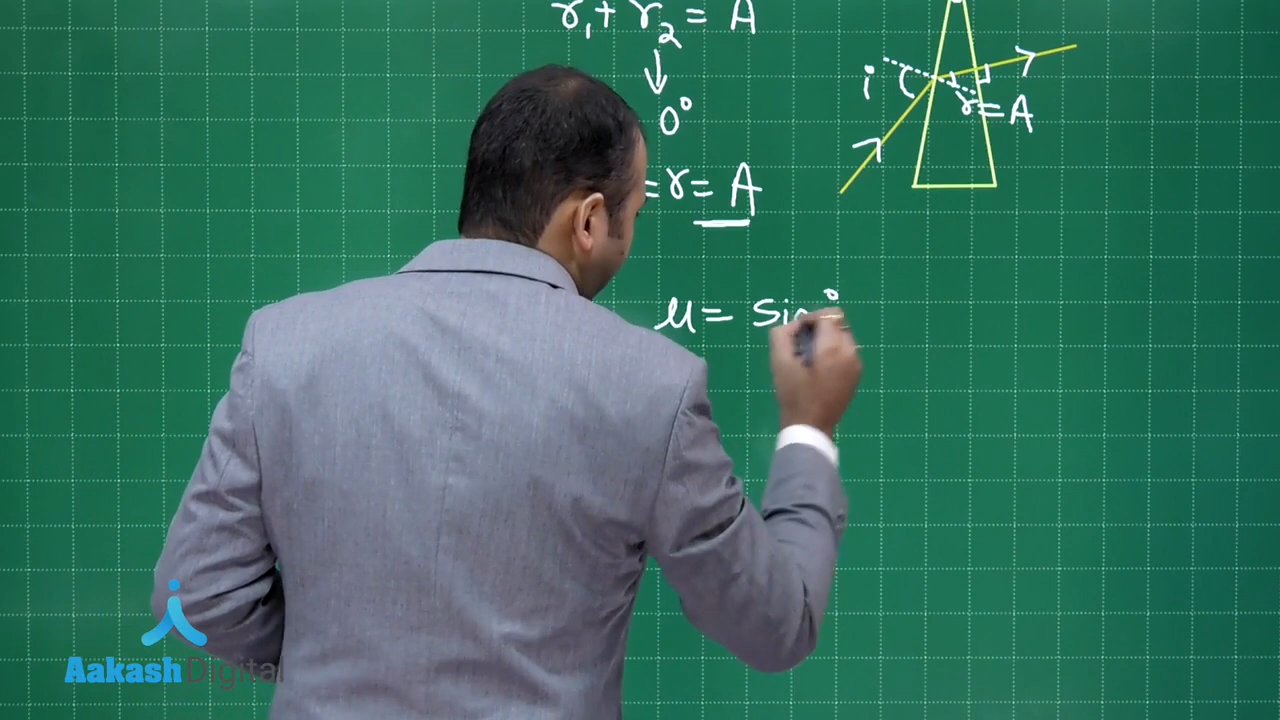 r₁ + r₂ = A
↓
0°
i
r = A
= r = A
μ = sin i
Aakash Digital